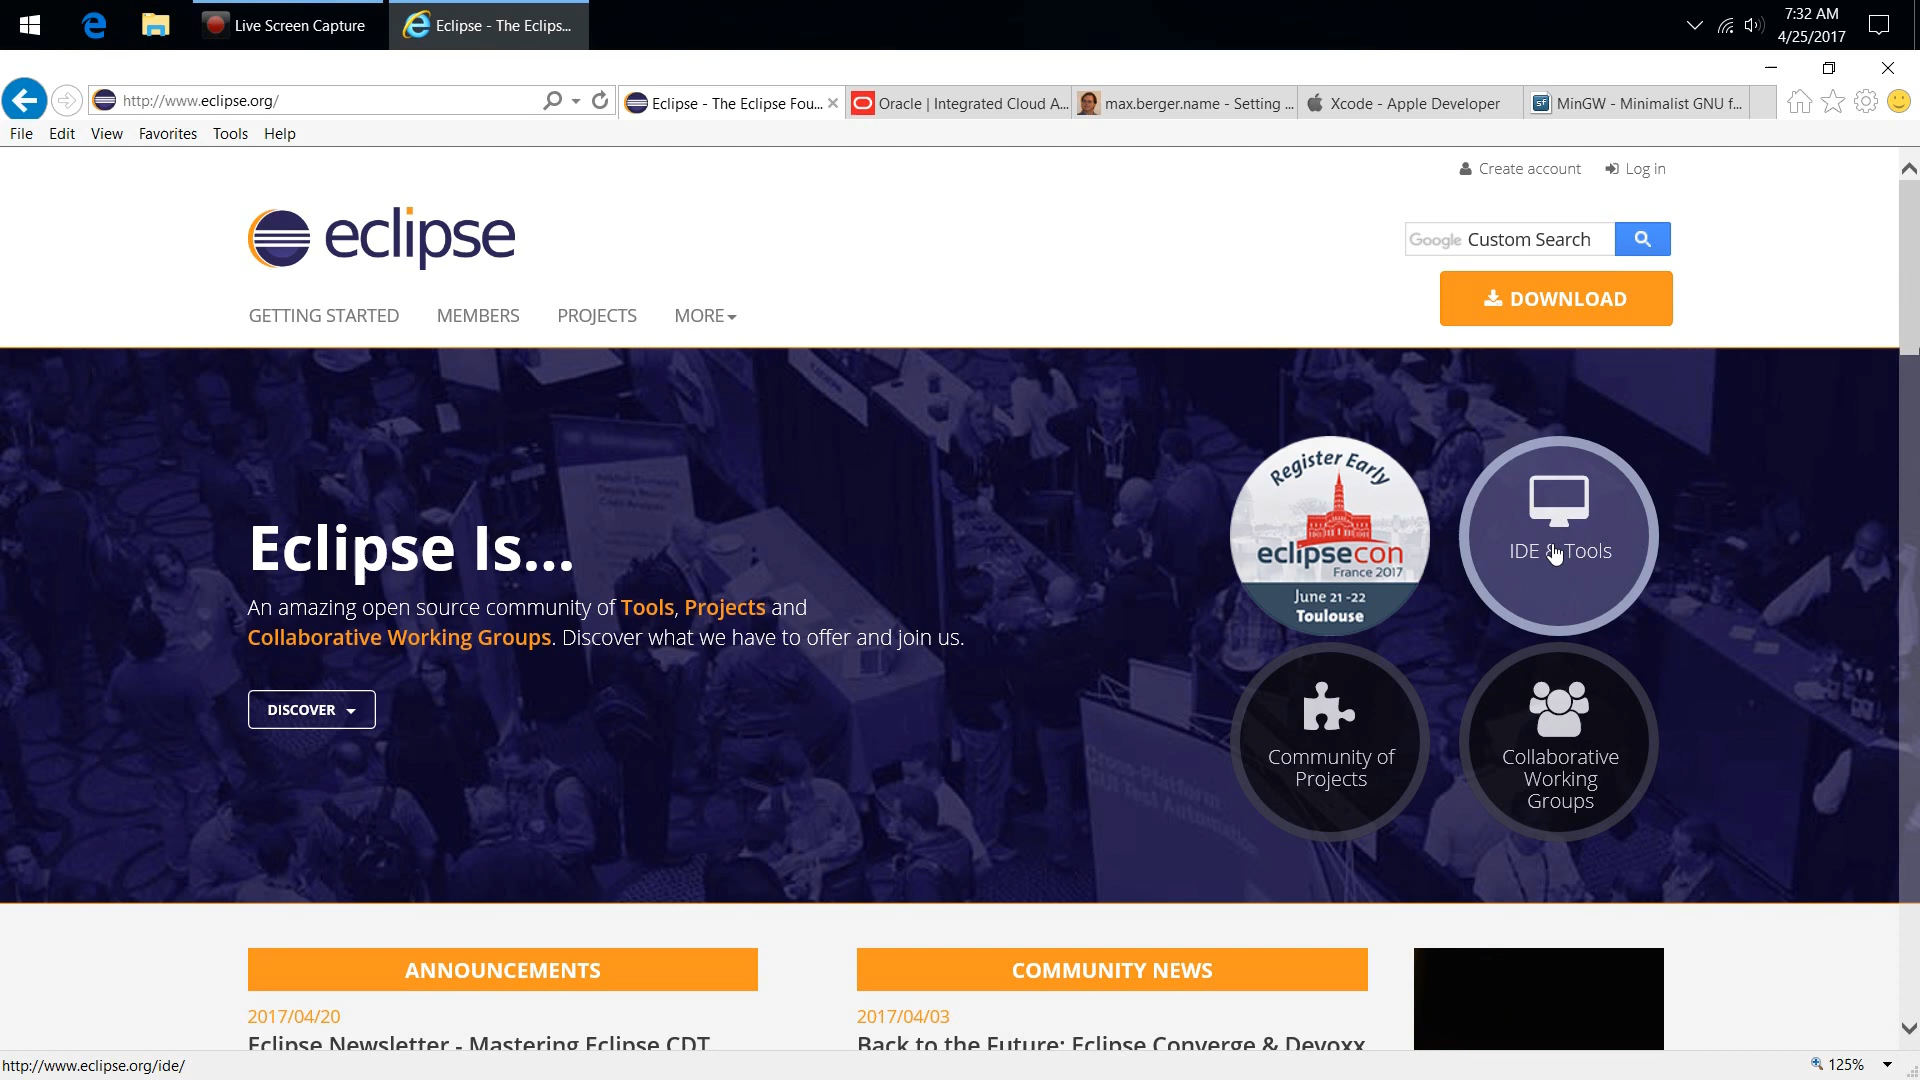 Live Screen Capture
Eclipse - The Eclips...
7:32 AM
4/25/2017
http://www.eclipse.org/
Eclipse - The Eclipse Fou...
Oracle | Integrated Cloud A...
max.berger.name - Setting ...
Xcode - Apple Developer
MinGW - Minimalist GNU f...
File Edit View Favorites Tools Help
Create account Log in
eclipse
Google Custom Search
DOWNLOAD
GETTING STARTED MEMBERS PROJECTS MORE
Register Early
eclipsecon
France 2017
June 21 -22
Toulouse
IDE & Tools
Eclipse Is...
An amazing open source community of Tools, Projects and
Collaborative Working Groups. Discover what we have to offer and join us.
DISCOVER
Community of
Projects
Collaborative
Working
Groups
ANNOUNCEMENTS
2017/04/20
Eclipse Newsletter - Mastering Eclipse CDT
COMMUNITY NEWS
2017/04/03
Back to the Future: Eclipse Converge & Devoxx
http://www.eclipse.org/ide/
125%